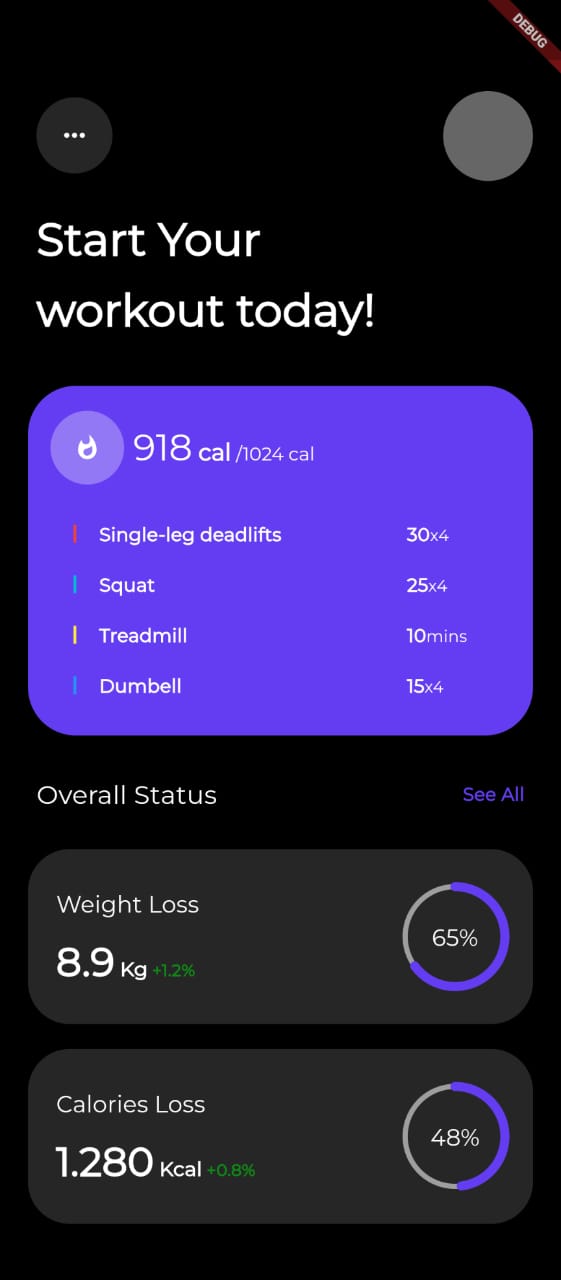 DEBUG
Start Your
workout today!
918 cal /1024 cal
Single-leg deadlifts 30x4
Squat 25x4
Treadmill 10mins
Dumbell 15x4
Overall Status See All
Weight Loss
8.9 Kg +1.2%
65%
Calories Loss
1.280 Kcal +0.8%
48%